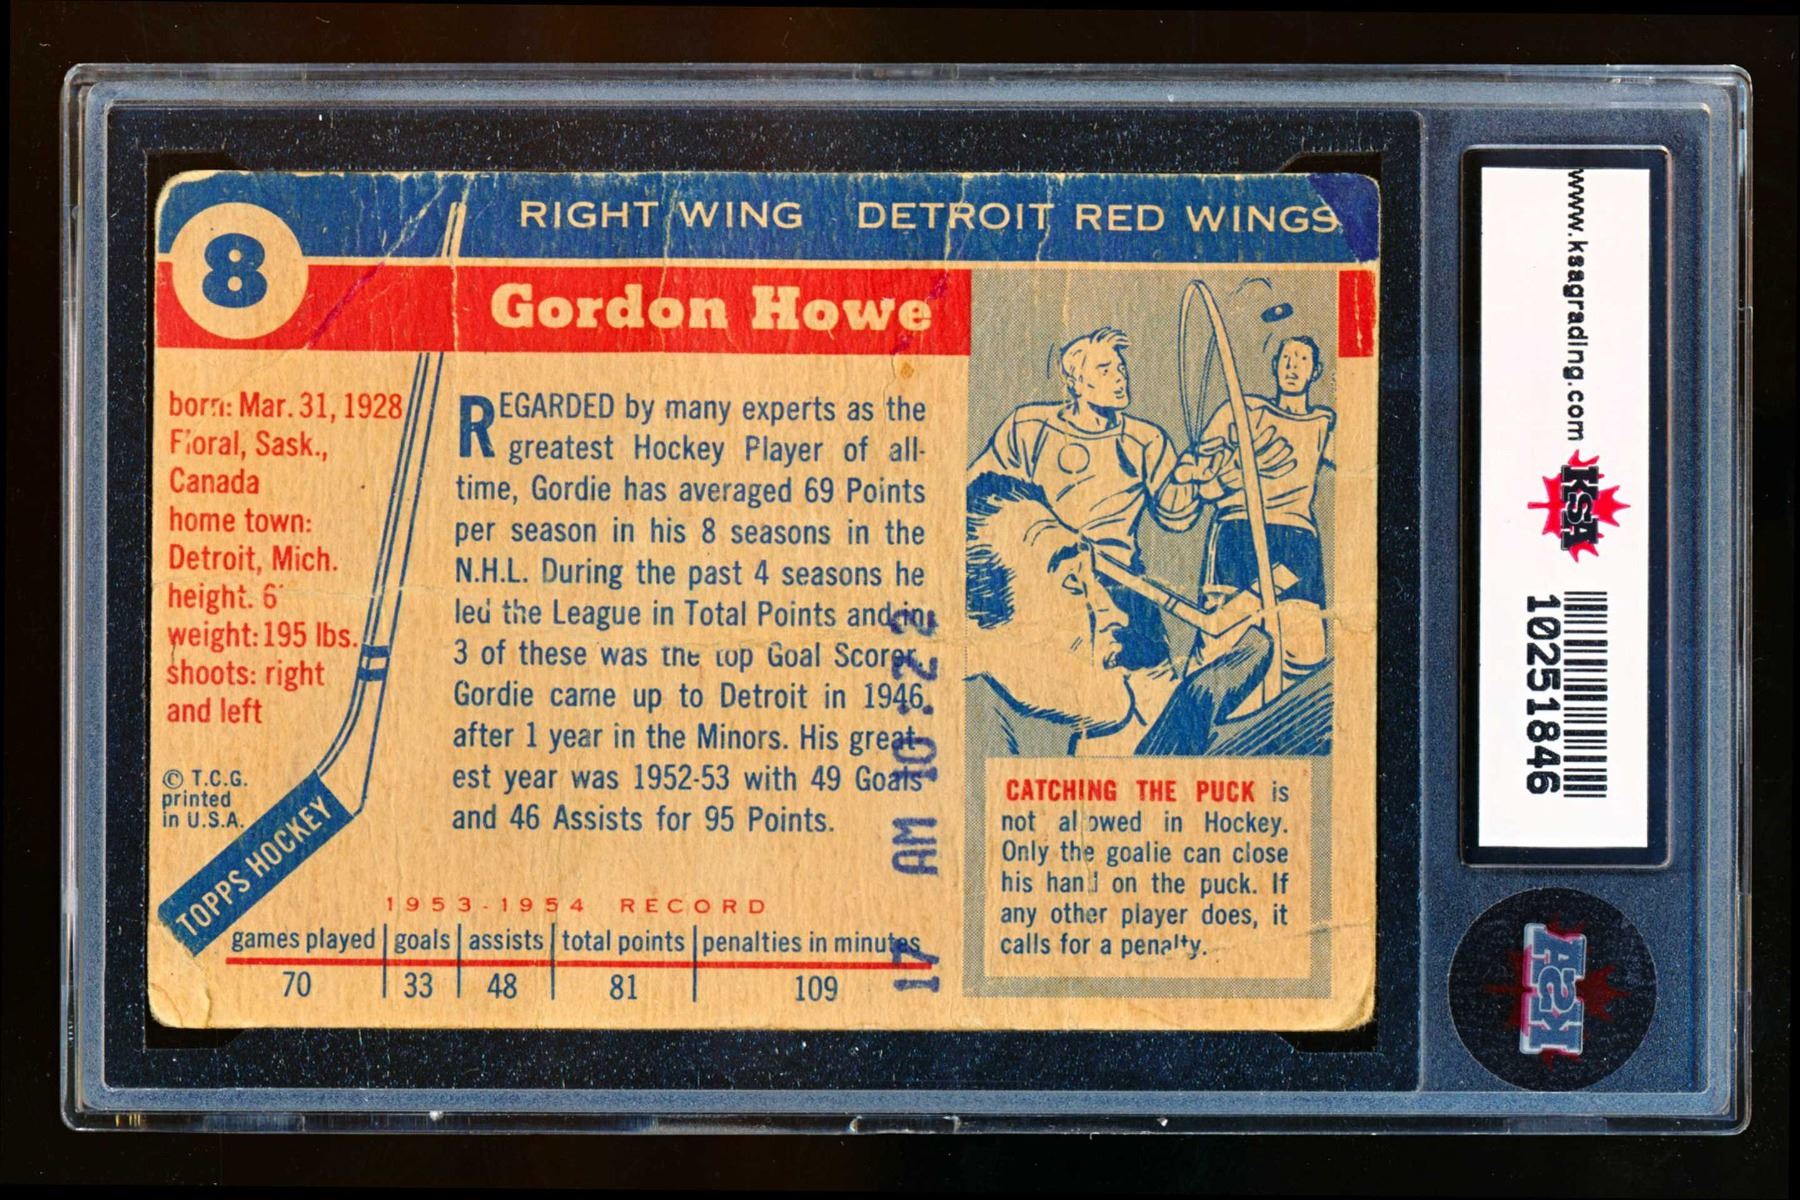 8
RIGHT WING DETROIT RED WINGS
Gordon Howe
born: Mar. 31, 1928
Floral, Sask.,
Canada
home town:
Detroit, Mich.
height. 6'
weight: 195 lbs.
shoots: right
and left
© T.C.G.
printed
in U.S.A.
TOPPS HOCKEY
REGARDED by many experts as the
greatest Hockey Player of all-
time, Gordie has averaged 69 Points
per season in his 8 seasons in the
N.H.L. During the past 4 seasons he
led the League in Total Points and in
3 of these was the top Goal Scorer.
Gordie came up to Detroit in 1946,
after 1 year in the Minors. His great-
est year was 1952-53 with 49 Goals
and 46 Assists for 95 Points.
17 AM 10:22
1953-1954 RECORD
games played goals assists total points penalties in minutes
70 33 48 81 109
CATCHING THE PUCK is
not allowed in Hockey.
Only the goalie can close
his hand on the puck. If
any other player does, it
calls for a penalty.
www.ksagrading.com
KSA
10251846
KSA